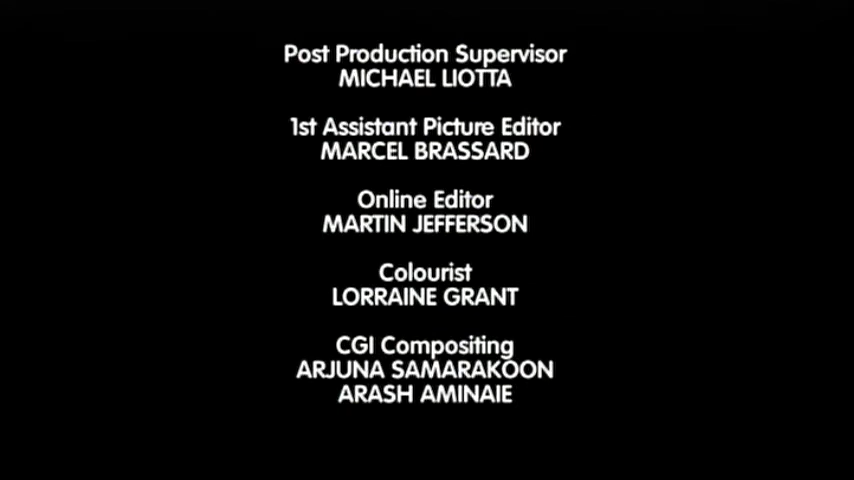 Post Production Supervisor
MICHAEL LIOTTA
1st Assistant Picture Editor
MARCEL BRASSARD
Online Editor
MARTIN JEFFERSON
Colourist
LORRAINE GRANT
CGI Compositing
ARJUNA SAMARAKOON
ARASH AMINAIE